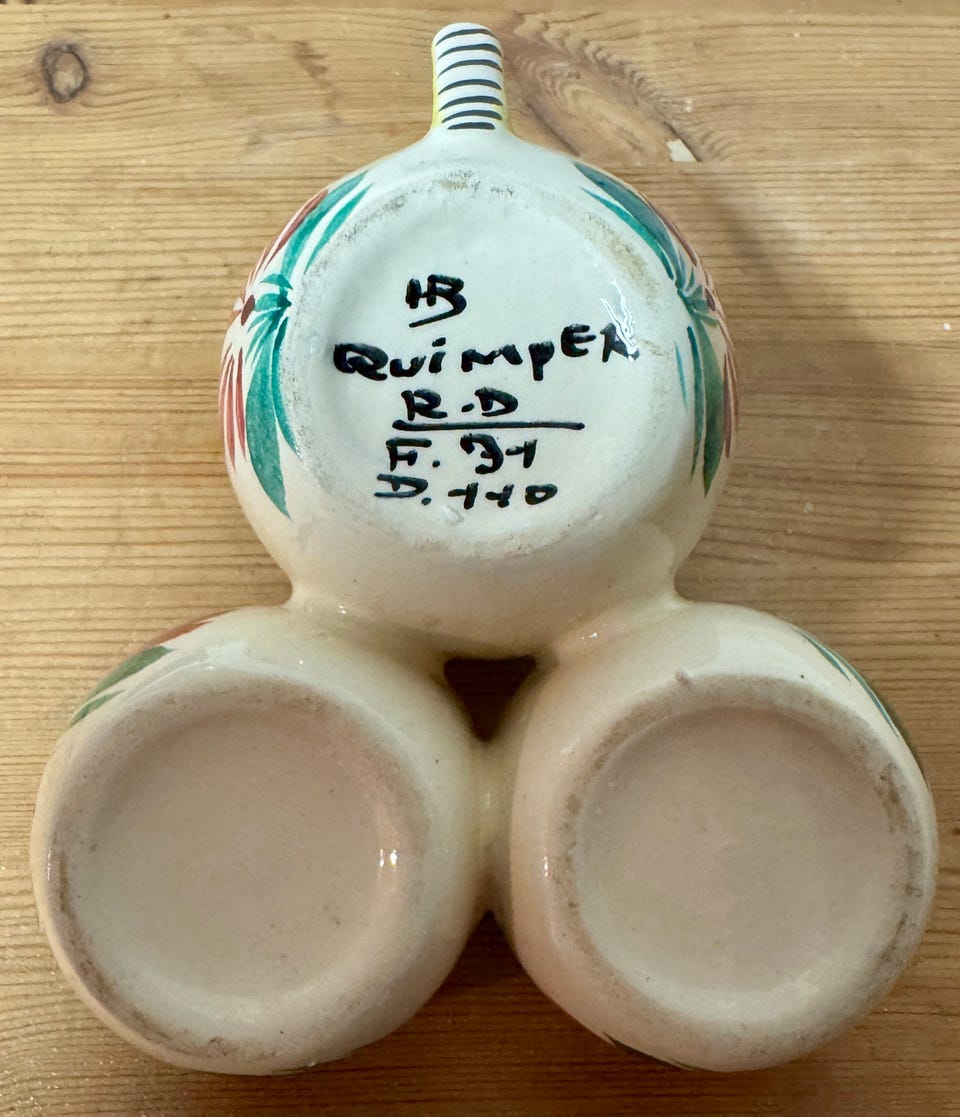 HB
QuimpER
R.D
F. 31
D. 110